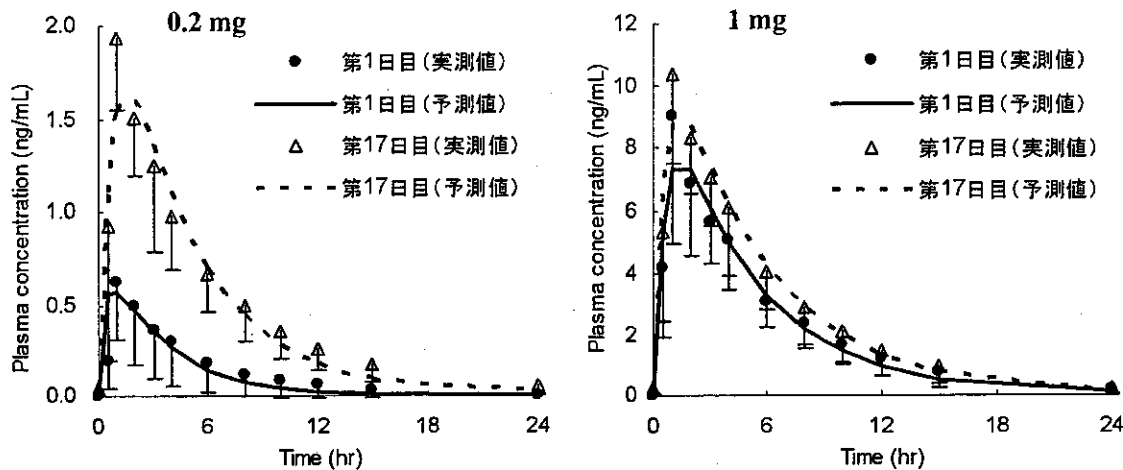 0.2 mg
Plasma concentration (ng/mL)
2.0
1.5
1.0
0.5
0.0
第1日目(実測値)
第1日目(予測値)
第17日目(実測値)
第17日目(予測値)
0
6
12
18
24
Time (hr)
1 mg
Plasma concentration (ng/mL)
12
10
8
6
4
2
0
第1日目(実測値)
第1日目(予測値)
第17日目(実測値)
第17日目(予測値)
0
6
12
18
24
Time (hr)